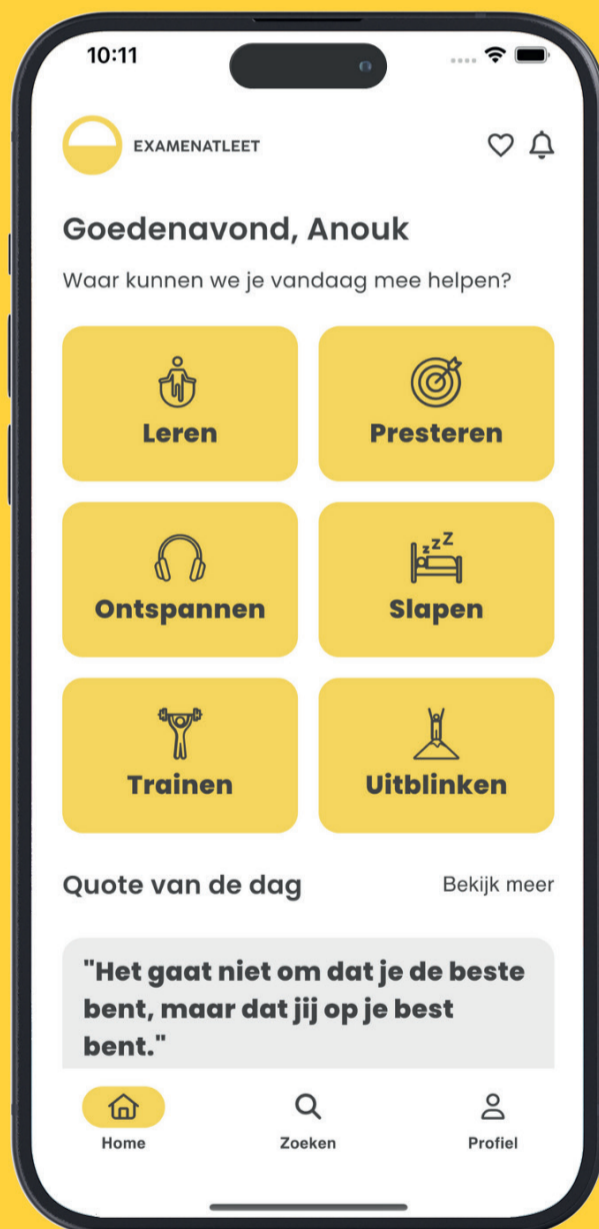 10:11
EXAMENATLEET
Goedenavond, Anouk
Waar kunnen we je vandaag mee helpen?
Leren
Presteren
Ontspannen
zzZ
Slapen
Trainen
Uitblinken
Quote van de dag
Bekijk meer
"Het gaat niet om dat je de beste
bent, maar dat jij op je best
bent."
Home
Zoeken
Profiel